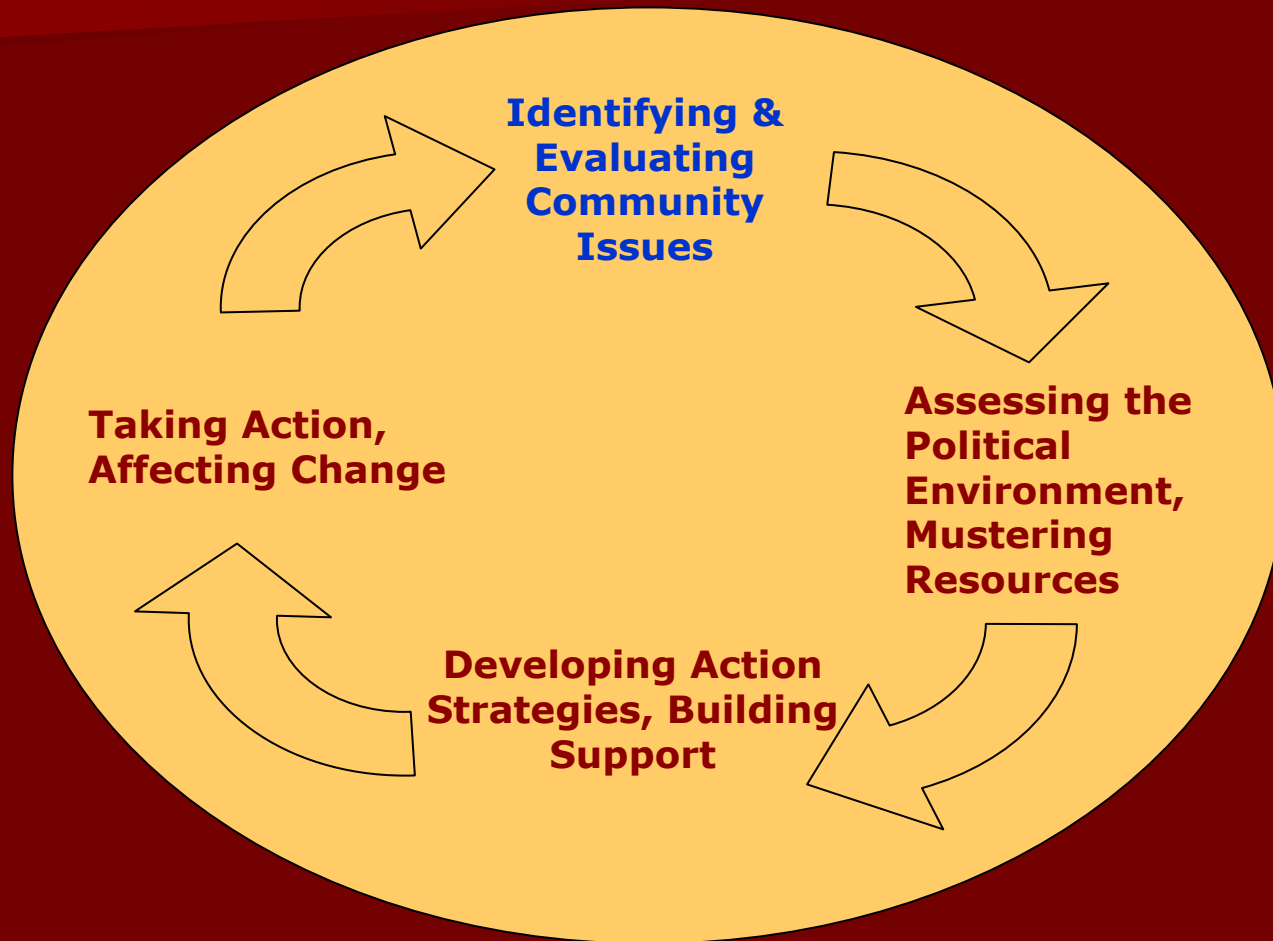 Identifying &
Evaluating
Community
Issues
Assessing the
Political
Environment,
Mustering
Resources
Developing Action
Strategies, Building
Support
Taking Action,
Affecting Change